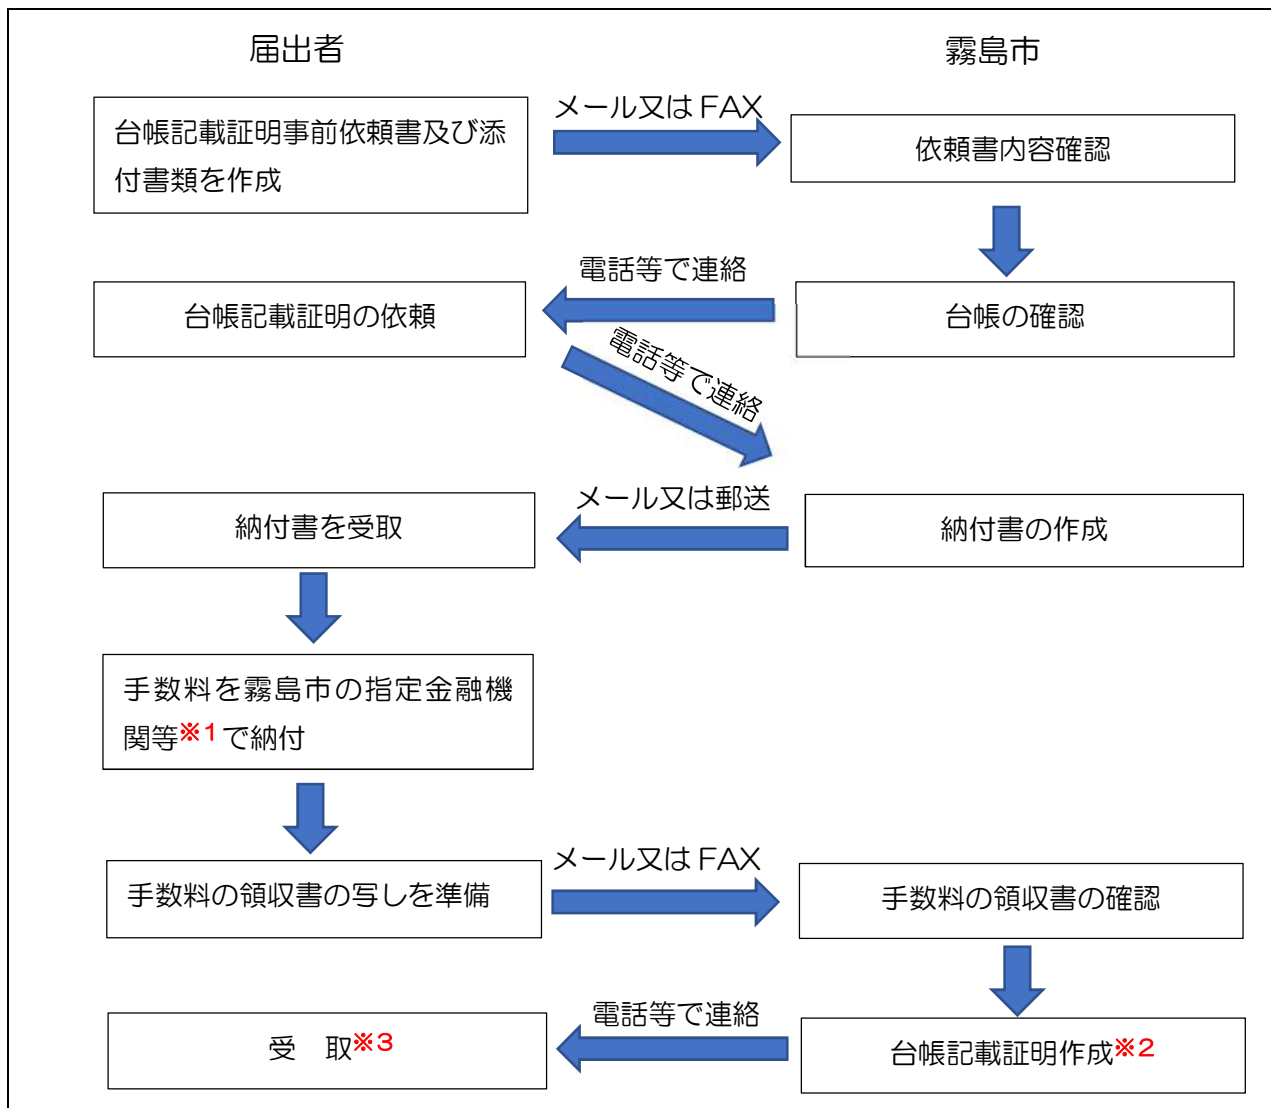 届出者
霧島市
台帳記載証明事前依頼書及び添
付書類を作成
メール又は FAX
依頼書内容確認
電話等で連絡
台帳記載証明の依頼
台帳の確認
電話等で連絡
メール又は郵送
納付書を受取
納付書の作成
手数料を霧島市の指定金融機
関等※1で納付
手数料の領収書の写しを準備
メール又は FAX
手数料の領収書の確認
電話等で連絡
受　取※3
台帳記載証明作成※2